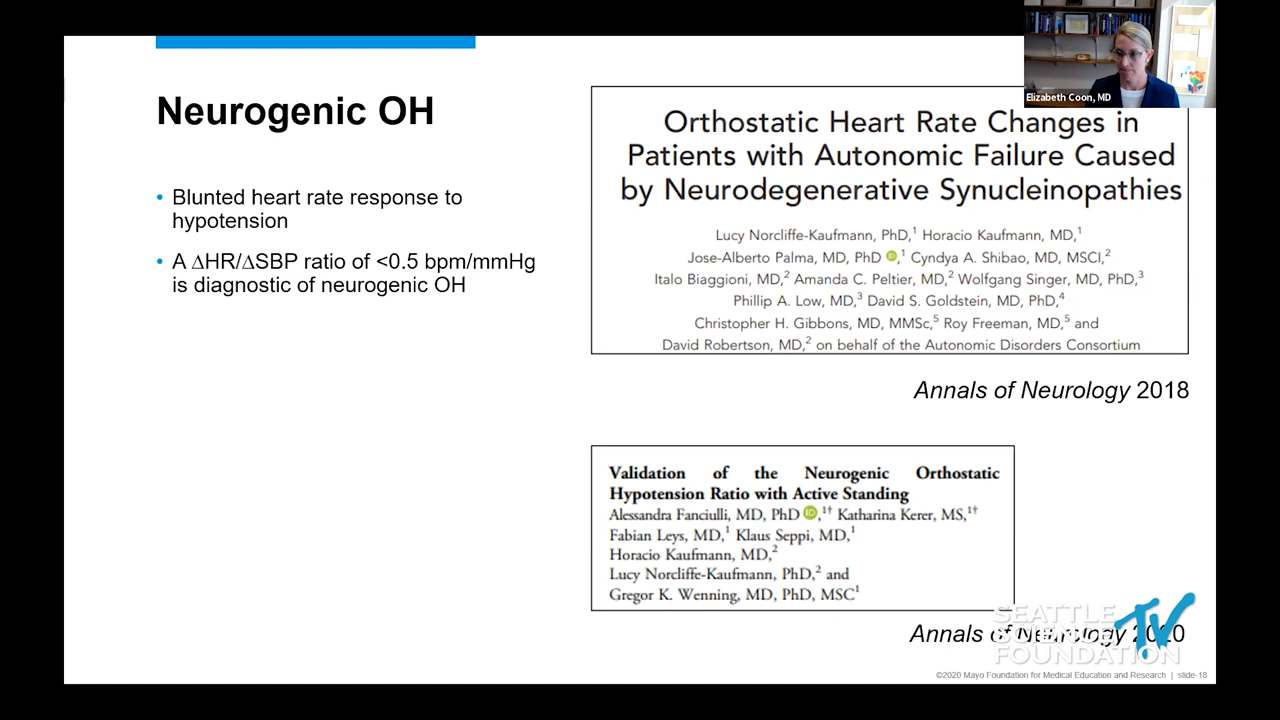 Elizabeth Coon, MD
Neurogenic OH
• Blunted heart rate response to
hypotension
• A ∆HR/∆SBP ratio of <0.5 bpm/mmHg
is diagnostic of neurogenic OH
Orthostatic Heart Rate Changes in
Patients with Autonomic Failure Caused
by Neurodegenerative Synucleinopathies
Lucy Norcliffe-Kaufmann, PhD,¹ Horacio Kaufmann, MD,¹
Jose-Alberto Palma, MD, PhD iD,¹ Cyndya A. Shibao, MD, MSCI,²
Italo Biaggioni, MD,² Amanda C. Peltier, MD,² Wolfgang Singer, MD, PhD,³
Phillip A. Low, MD,³ David S. Goldstein, MD, PhD,⁴
Christopher H. Gibbons, MD, MMSc,⁵ Roy Freeman, MD,⁵ and
David Robertson, MD,² on behalf of the Autonomic Disorders Consortium
Annals of Neurology 2018
Validation of the Neurogenic Orthostatic
Hypotension Ratio with Active Standing
Alessandra Fanciulli, MD, PhD iD,¹† Katharina Kerer, MS,¹†
Fabian Leys, MD,¹ Klaus Seppi, MD,¹
Horacio Kaufmann, MD,²
Lucy Norcliffe-Kaufmann, PhD,² and
Gregor K. Wenning, MD, PhD, MSC¹
Annals of Neurology 2020
SEATTLE
SCIENCE
FOUNDATION
TV
©2020 Mayo Foundation for Medical Education and Research | slide-18